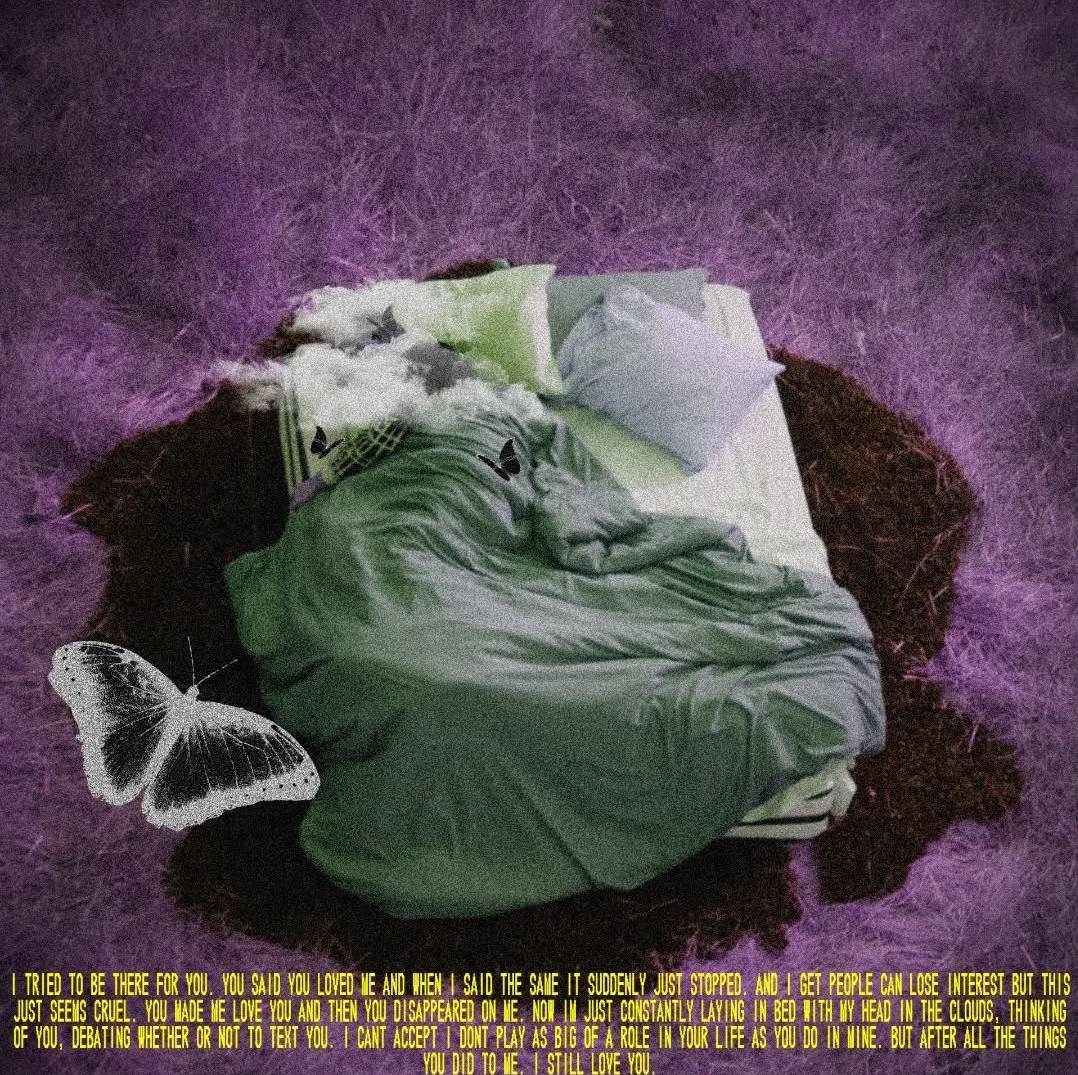 I TRIED TO BE THERE FOR YOU. YOU SAID YOU LOVED ME AND WHEN I SAID THE SAME IT SUDDENLY JUST STOPPED. AND I GET PEOPLE CAN LOSE INTEREST BUT THIS
JUST SEEMS CRUEL. YOU MADE ME LOVE YOU AND THEN YOU DISAPPEARED ON ME. NOW IM JUST CONSTANTLY LAYING IN BED WITH MY HEAD IN THE CLOUDS, THINKING
OF YOU, DEBATING WHETHER OR NOT TO TEXT YOU. I CANT ACCEPT I DONT PLAY AS BIG OF A ROLE IN YOUR LIFE AS YOU DO IN MINE. BUT AFTER ALL THE THINGS
YOU DID TO ME. I STILL LOVE YOU.